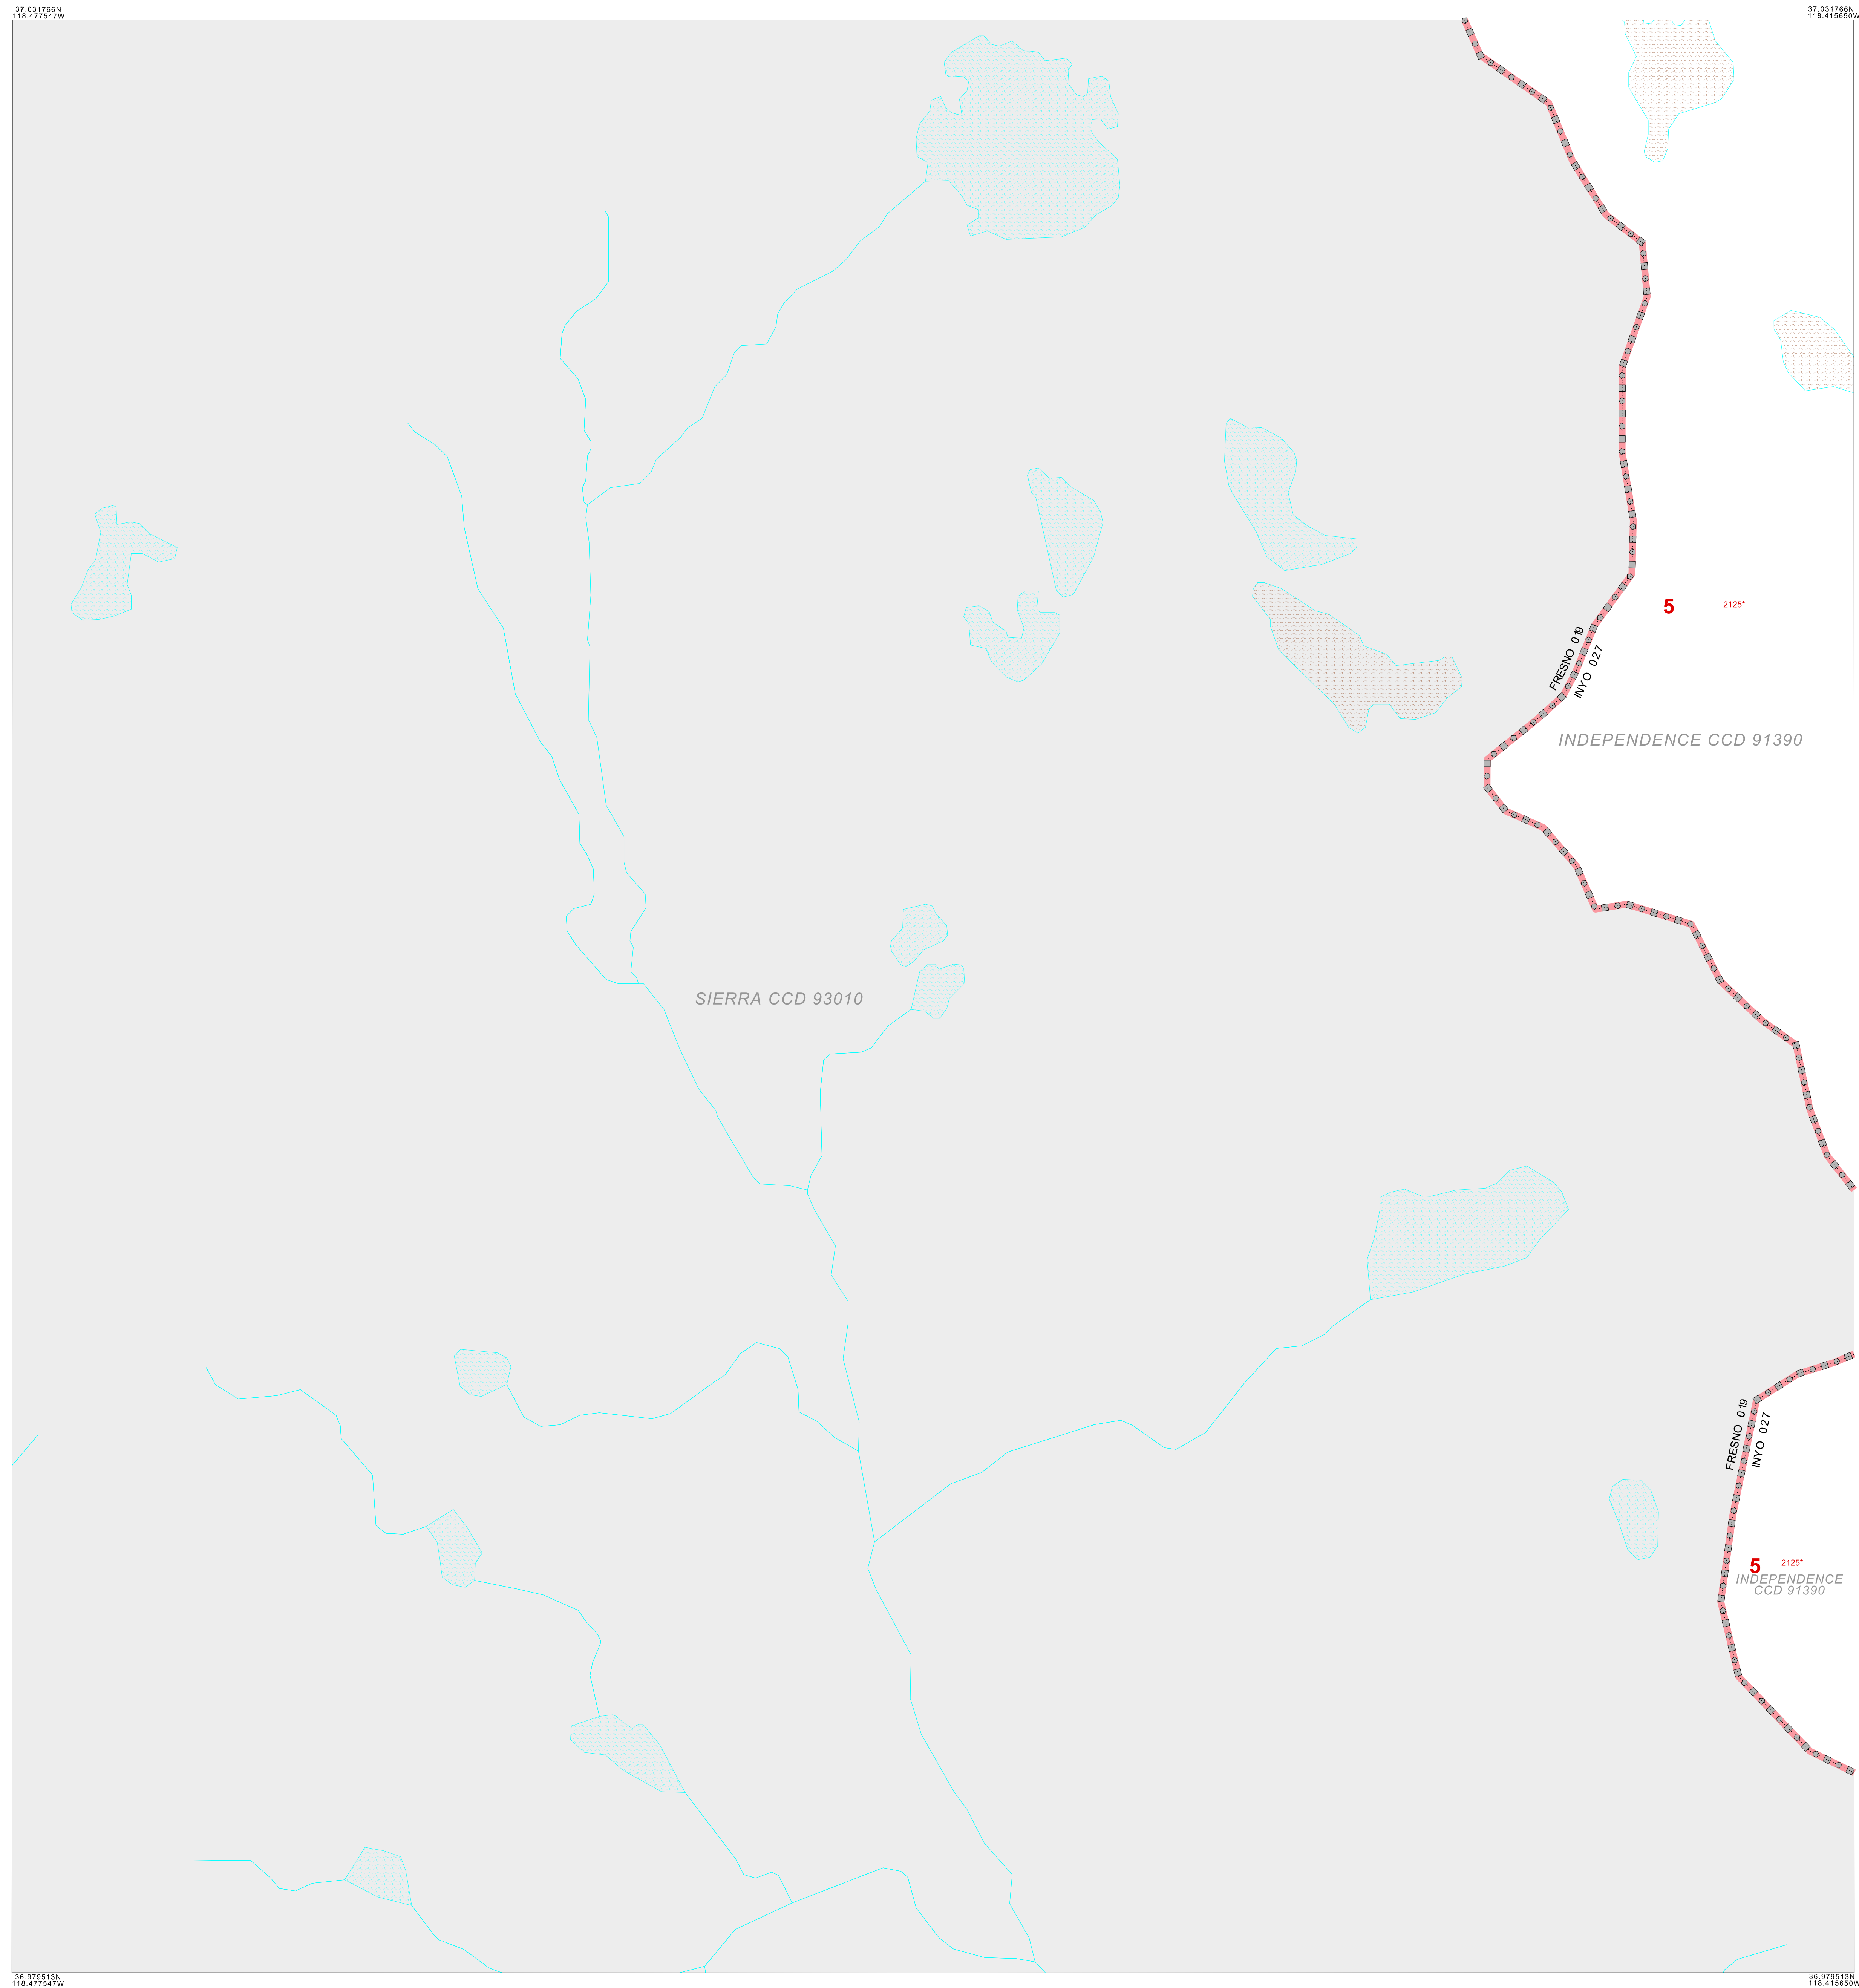 37.031766N
118.477547W
37.031766N
118.415650W
5 2125*
FRESNO 019
INYO 027
INDEPENDENCE CCD 91390
SIERRA CCD 93010
FRESNO 019
INYO 027
5 2125*
INDEPENDENCE
CCD 91390
36.979513N
118.477547W
36.979513N
118.415650W